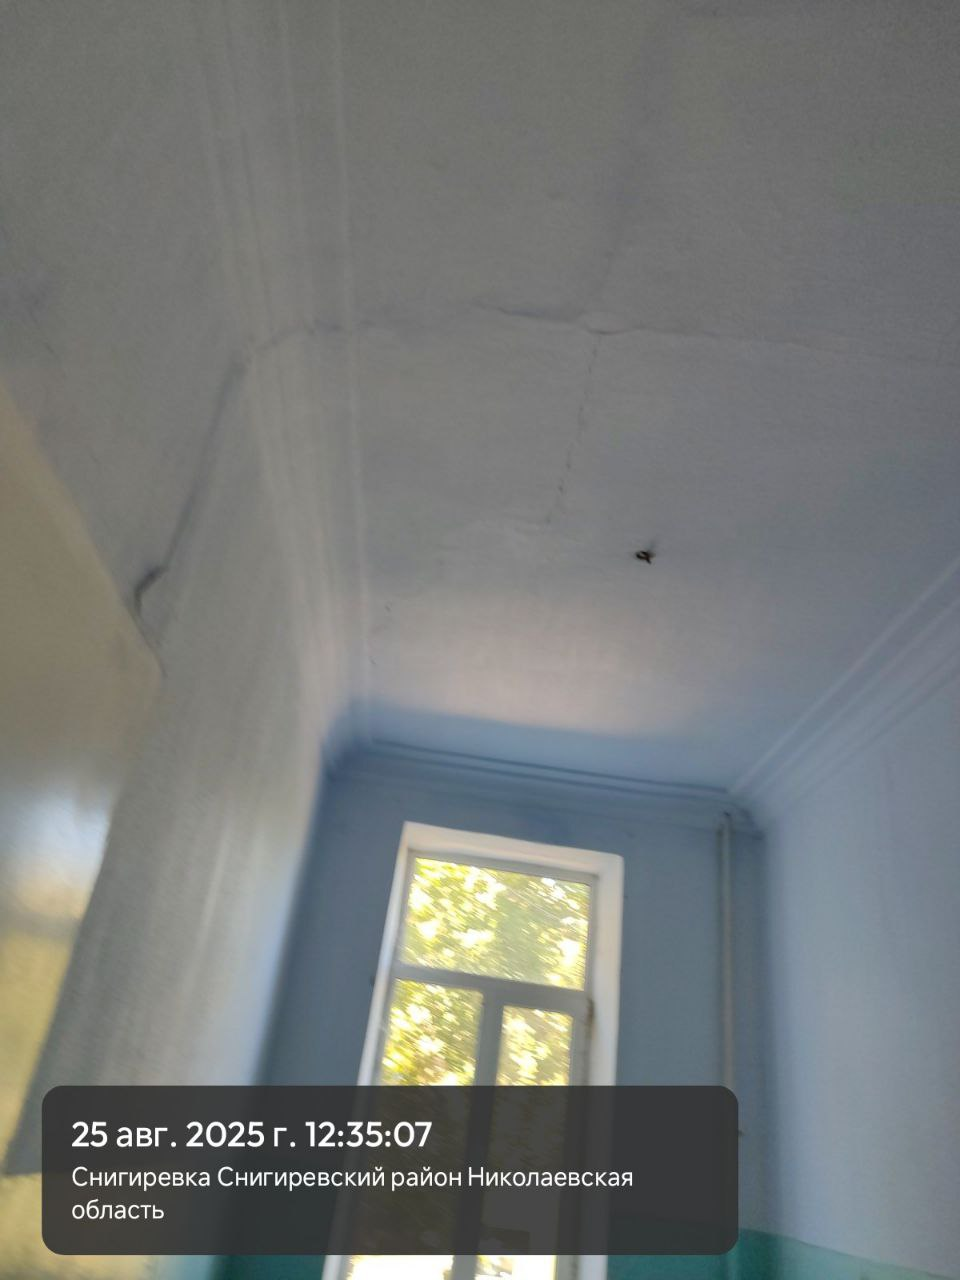 25 авг. 2025 г. 12:35:07
Снигиревка Снигиревский район Николаевская
область